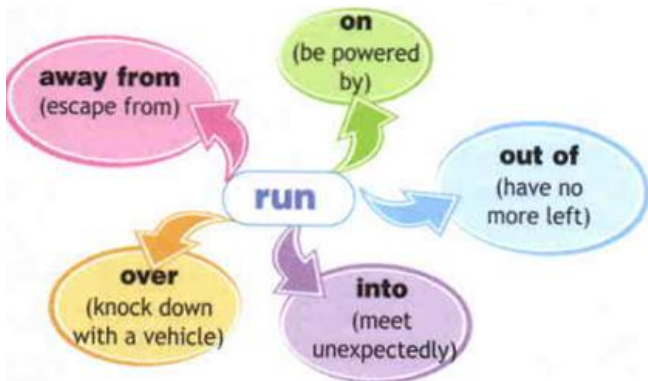 on
(be powered
by)
away from
(escape from)
out of
(have no
more left)
run
over
(knock down
with a vehicle)
into
(meet
unexpectedly)